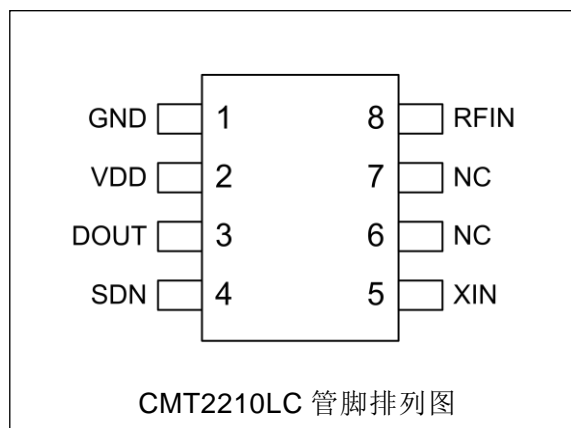 GND 1 8 RFIN
VDD 2 7 NC
DOUT 3 6 NC
SDN 4 5 XIN
CMT2210LC 管脚排列图